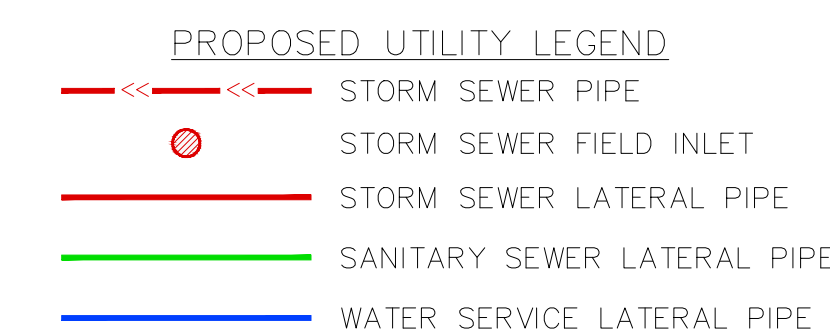 PROPOSED UTILITY LEGEND
<< << STORM SEWER PIPE
STORM SEWER FIELD INLET
STORM SEWER LATERAL PIPE
SANITARY SEWER LATERAL PIPE
WATER SERVICE LATERAL PIPE